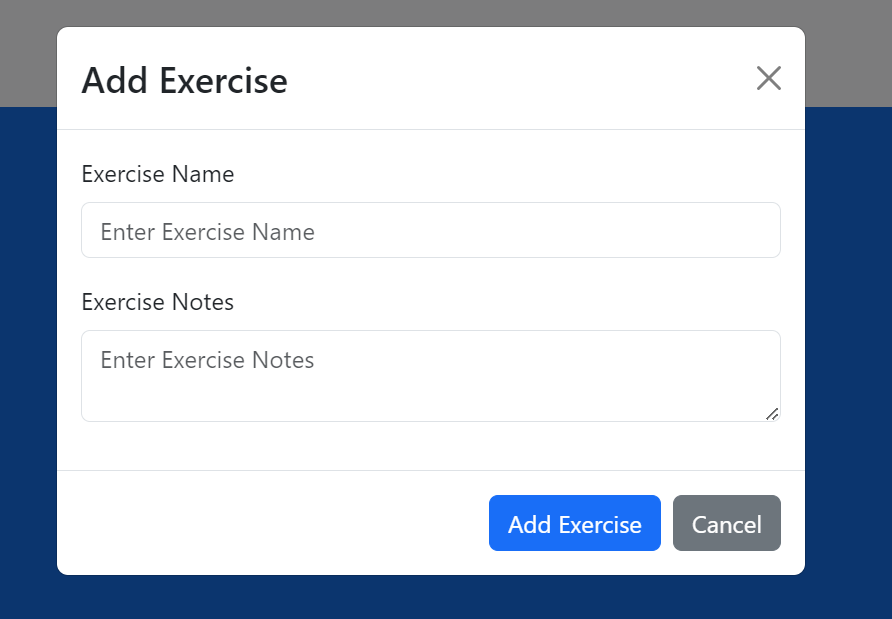 Add Exercise
Exercise Name
Enter Exercise Name
Exercise Notes
Enter Exercise Notes
Add Exercise Cancel